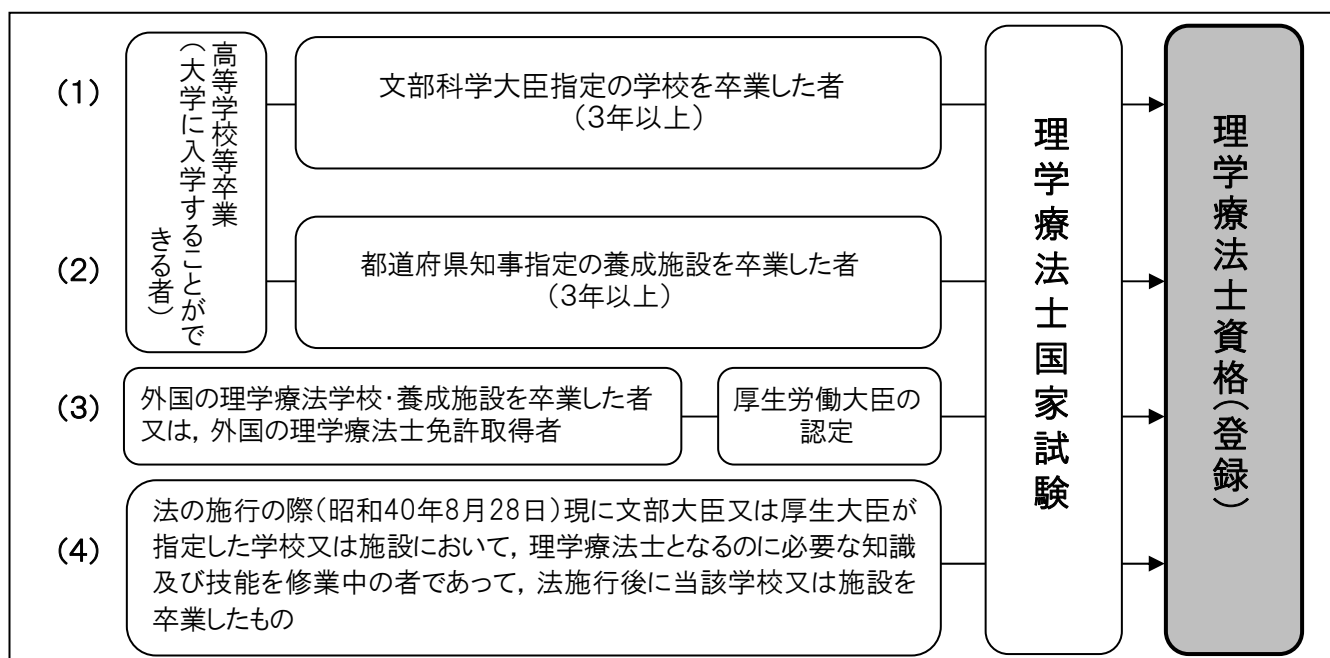 (1)
高等学校等卒業
(大学に入学することがで
きる者)
文部科学大臣指定の学校を卒業した者
(3年以上)
(2)
都道府県知事指定の養成施設を卒業した者
(3年以上)
(3)
外国の理学療法学校・養成施設を卒業した者
又は，外国の理学療法士免許取得者
厚生労働大臣の
認定
(4)
法の施行の際(昭和40年8月28日)現に文部大臣又は厚生大臣が
指定した学校又は施設において，理学療法士となるのに必要な知識
及び技能を修業中の者であって，法施行後に当該学校又は施設を
卒業したもの
理学療法士国家試験
理学療法士資格(登録)